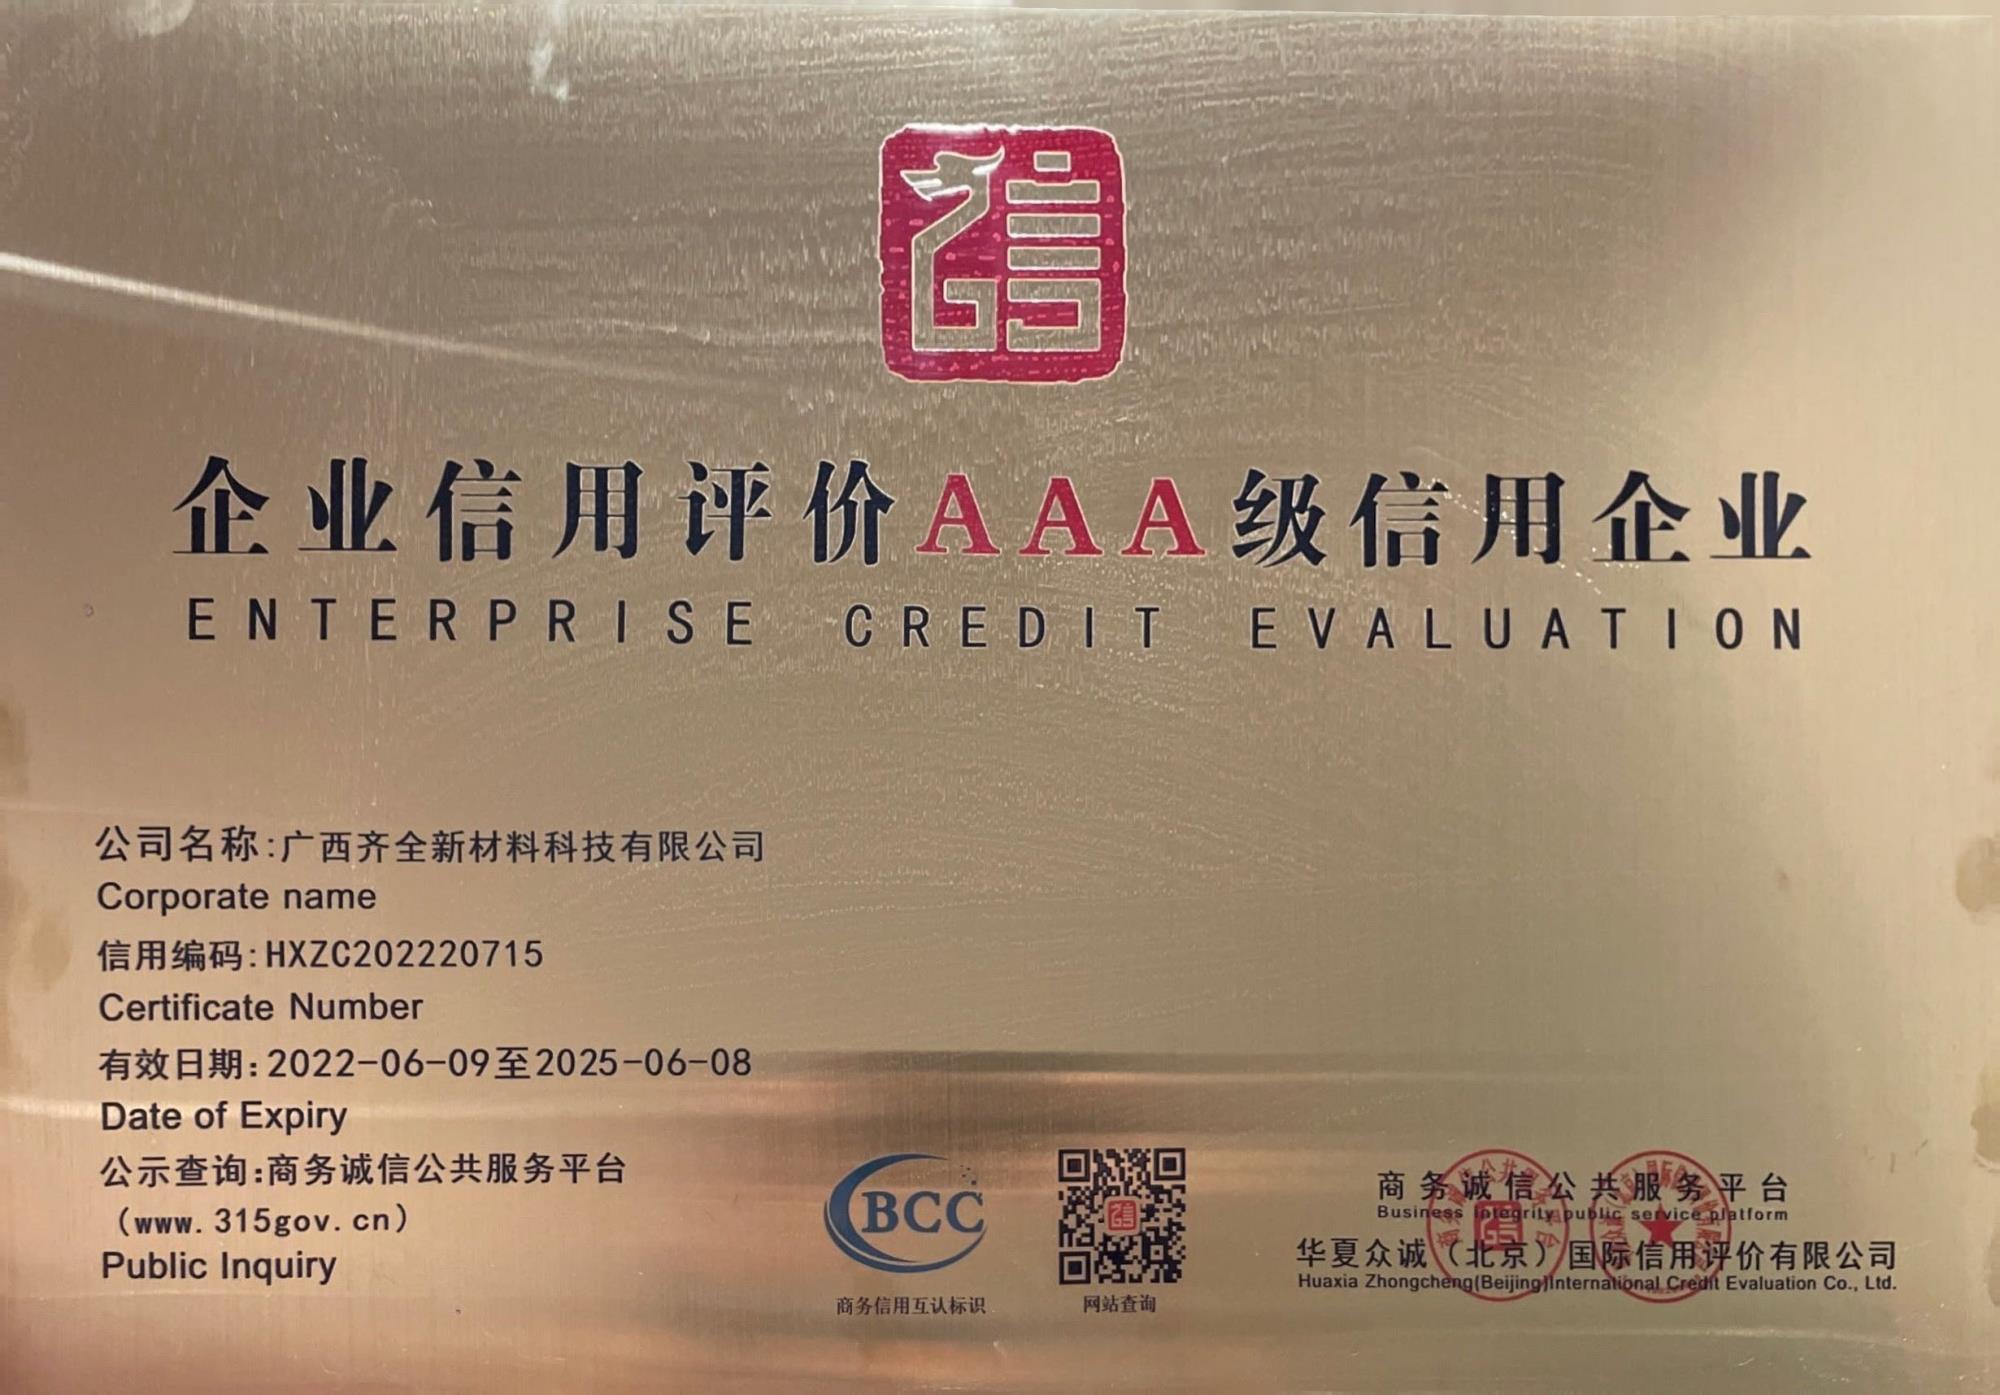 信
企业信用评价AAA级信用企业
ENTERPRISE CREDIT EVALUATION
公司名称:广西齐全新材料科技有限公司
Corporate name
信用编码:HXZC202220715
Certificate Number
有效日期:2022-06-09至2025-06-08
Date of Expiry
公示查询:商务诚信公共服务平台
(www.315gov.cn)
Public Inquiry
BCC
商务信用互认标识
网站查询
商务诚信公共服务平台
Business integrity public service platform
华夏众诚（北京）国际信用评价有限公司
Huaxia Zhongcheng(Beijing)International Credit Evaluation Co., Ltd.